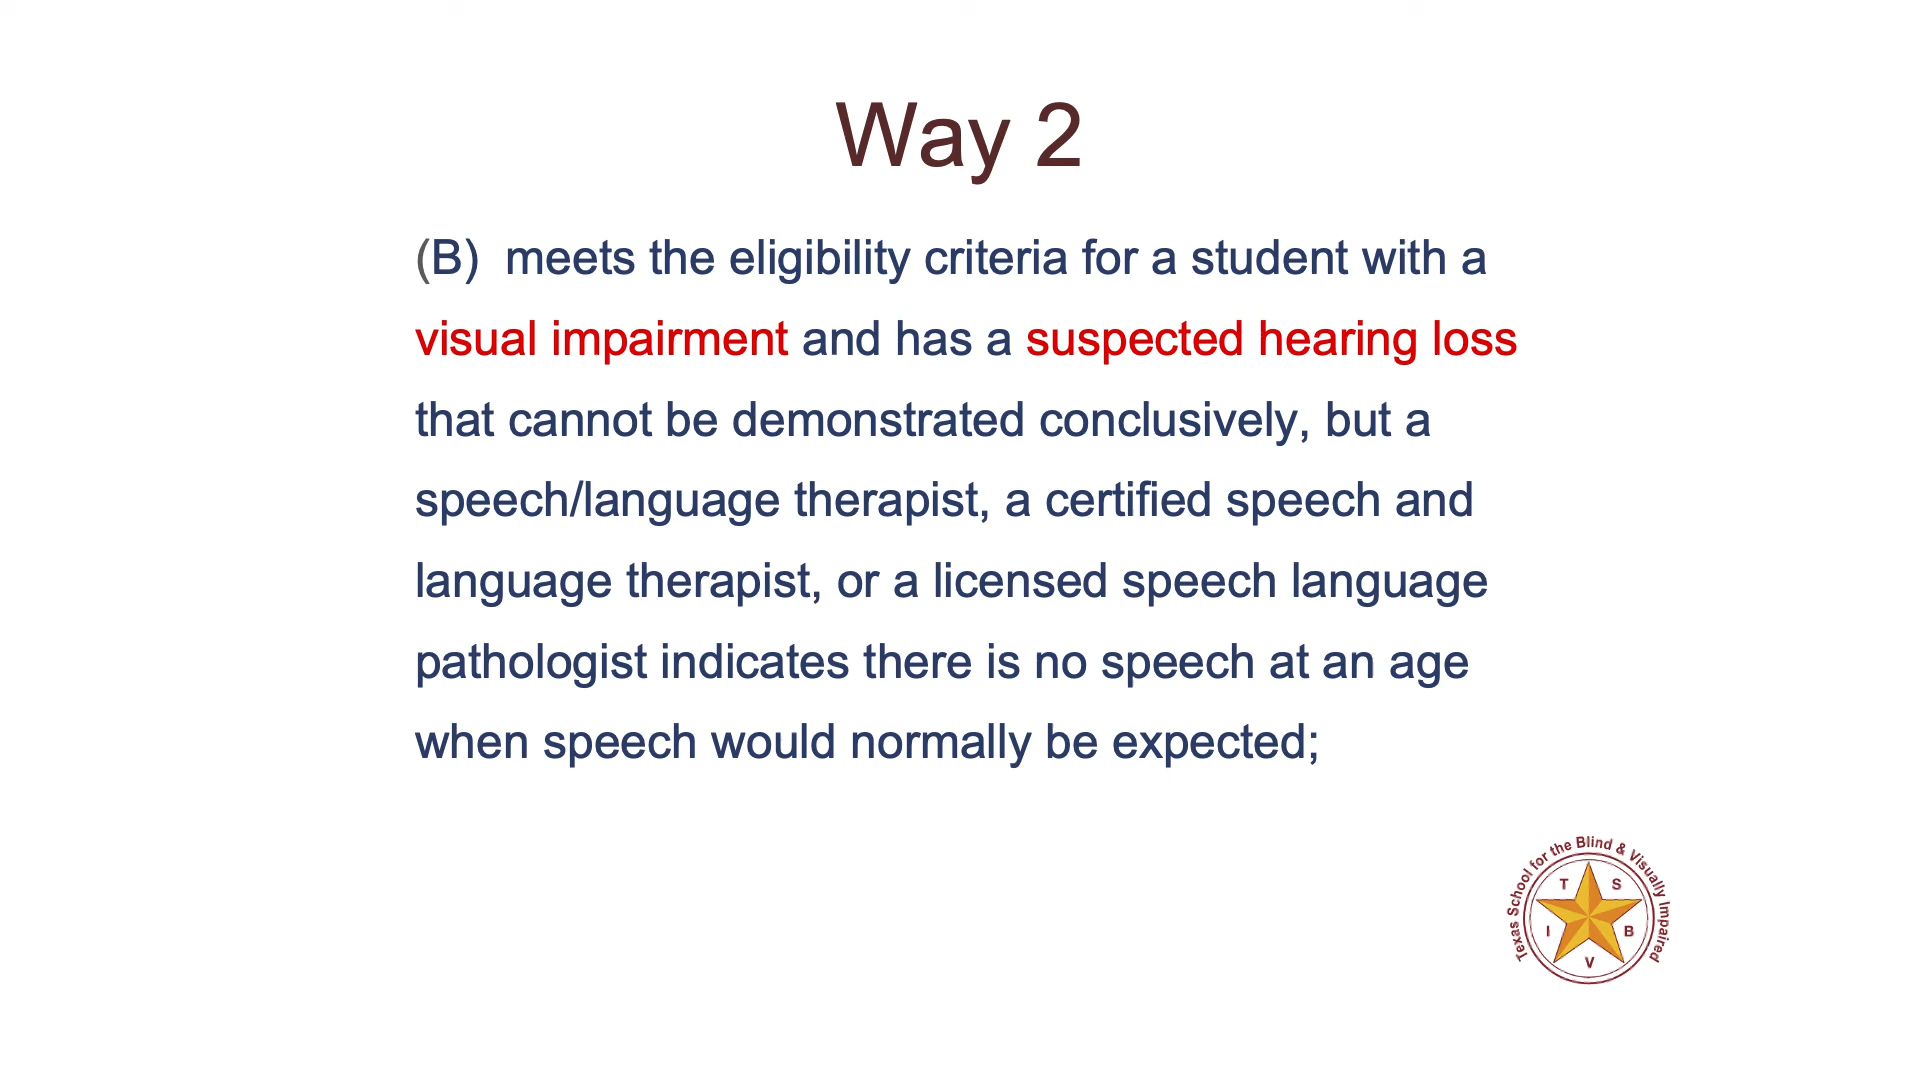 Way 2
(B)  meets the eligibility criteria for a student with a
visual impairment and has a suspected hearing loss
that cannot be demonstrated conclusively, but a
speech/language therapist, a certified speech and
language therapist, or a licensed speech language
pathologist indicates there is no speech at an age
when speech would normally be expected;
Texas School for the Blind & Visually Impaired
T S
I B
V